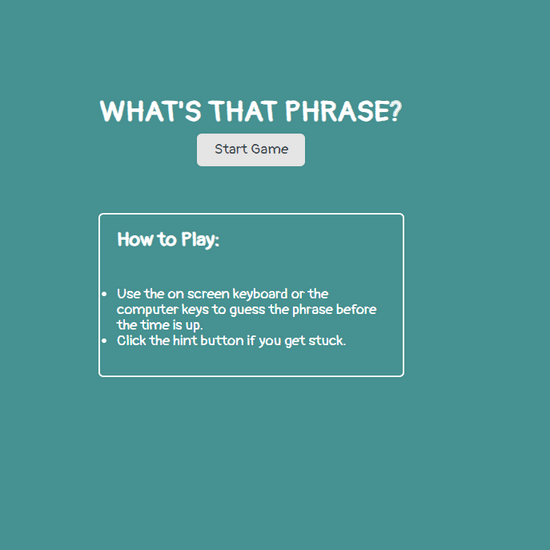 WHAT'S THAT PHRASE?
Start Game
How to Play:
• Use the on screen keyboard or the
computer keys to guess the phrase before
the time is up.
• Click the hint button if you get stuck.